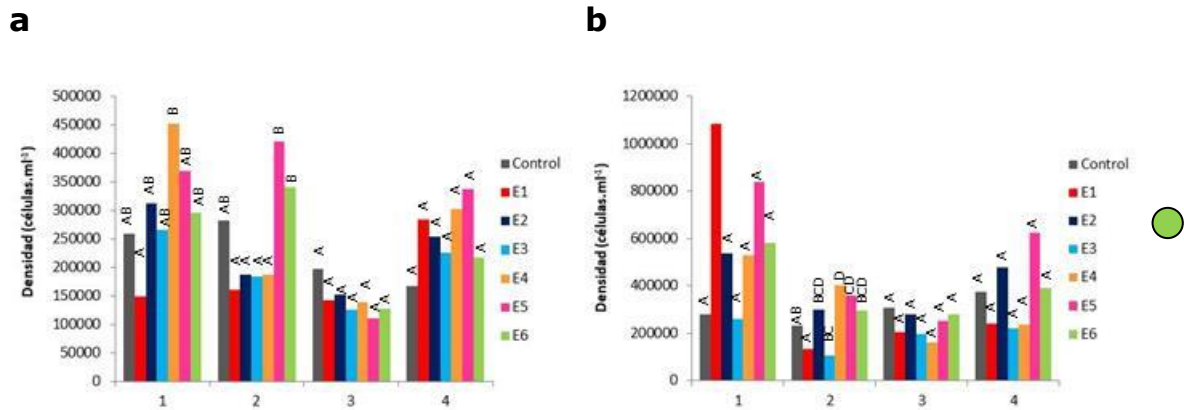 a
b
Densidad (células.ml⁻¹)
500000
450000
400000
350000
300000
250000
200000
150000
100000
50000
0
AB
A
AB
AB
B
AB
AB
AB
A
A
A
A
B
B
A
A
A
A
A
A
A
A
A
A
A
A
A
A
1
2
3
4
Control
E1
E2
E3
E4
E5
E6
Densidad (células.ml⁻¹)
1200000
1000000
800000
600000
400000
200000
0
A
A
A
A
A
A
AB
A
BCD
BC
D
CD
BCD
A
A
A
A
A
A
A
A
A
A
A
A
A
A
1
2
3
4
Control
E1
E2
E3
E4
E5
E6